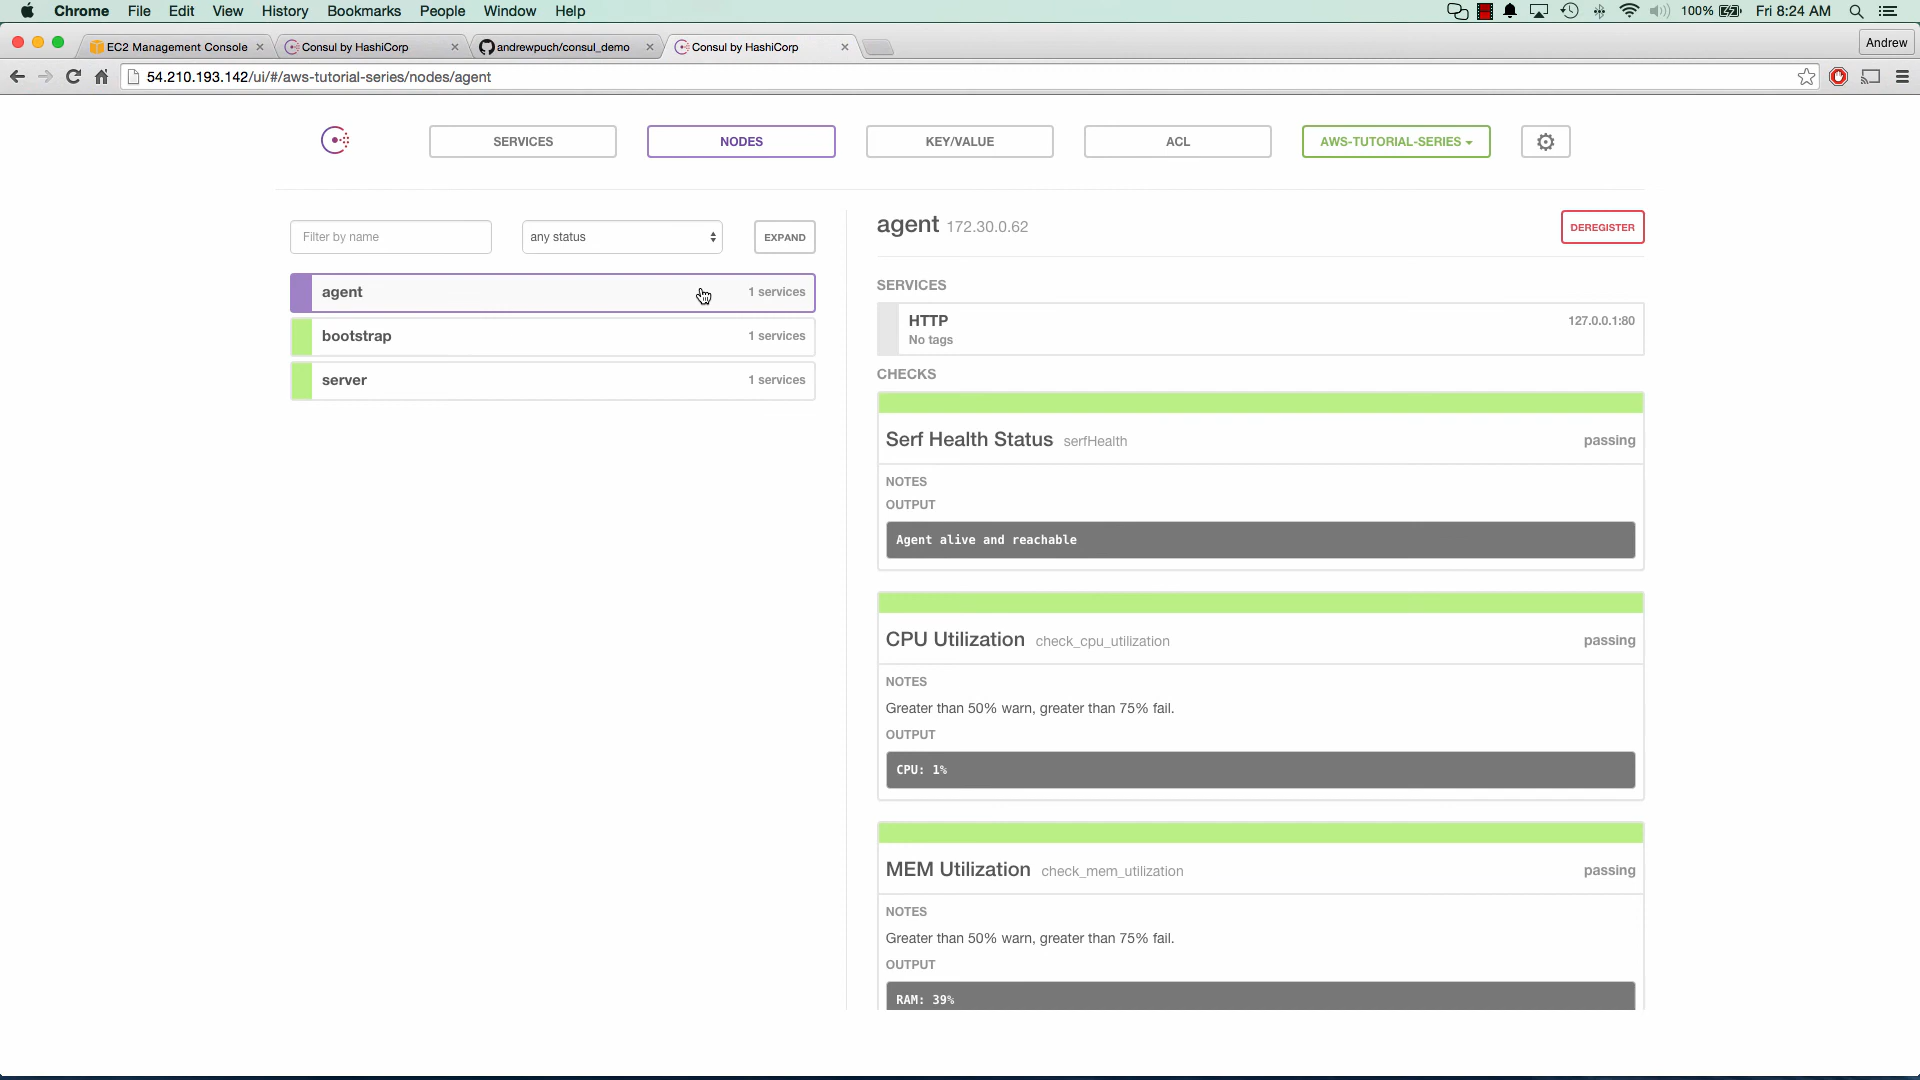 Chrome File Edit View History Bookmarks People Window Help 100% Fri 8:24 AM
EC2 Management Console Consul by HashiCorp andrewpuch/consul_demo Consul by HashiCorp Andrew
54.210.193.142/ui/#/aws-tutorial-series/nodes/agent
SERVICES NODES KEY/VALUE ACL AWS-TUTORIAL-SERIES
Filter by name any status EXPAND
agent 1 services
bootstrap 1 services
server 1 services
agent 172.30.0.62 DEREGISTER
SERVICES
HTTP 127.0.0.1:80
No tags
CHECKS
Serf Health Status serfHealth passing
NOTES
OUTPUT
Agent alive and reachable
CPU Utilization check_cpu_utilization passing
NOTES
Greater than 50% warn, greater than 75% fail.
OUTPUT
CPU: 1%
MEM Utilization check_mem_utilization passing
NOTES
Greater than 50% warn, greater than 75% fail.
OUTPUT
RAM: 39%